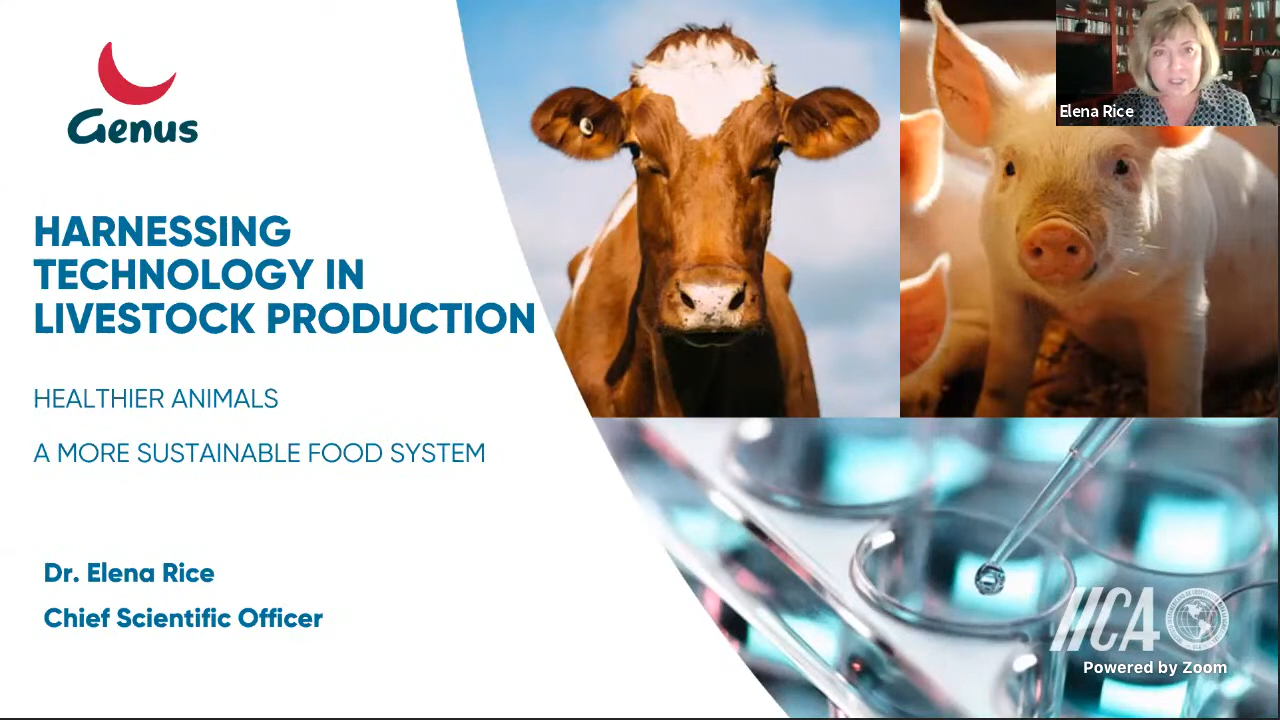 Genus
HARNESSING
TECHNOLOGY IN
LIVESTOCK PRODUCTION
HEALTHIER ANIMALS
A MORE SUSTAINABLE FOOD SYSTEM
Dr. Elena Rice
Chief Scientific Officer
Elena Rice
IICA
Powered by Zoom